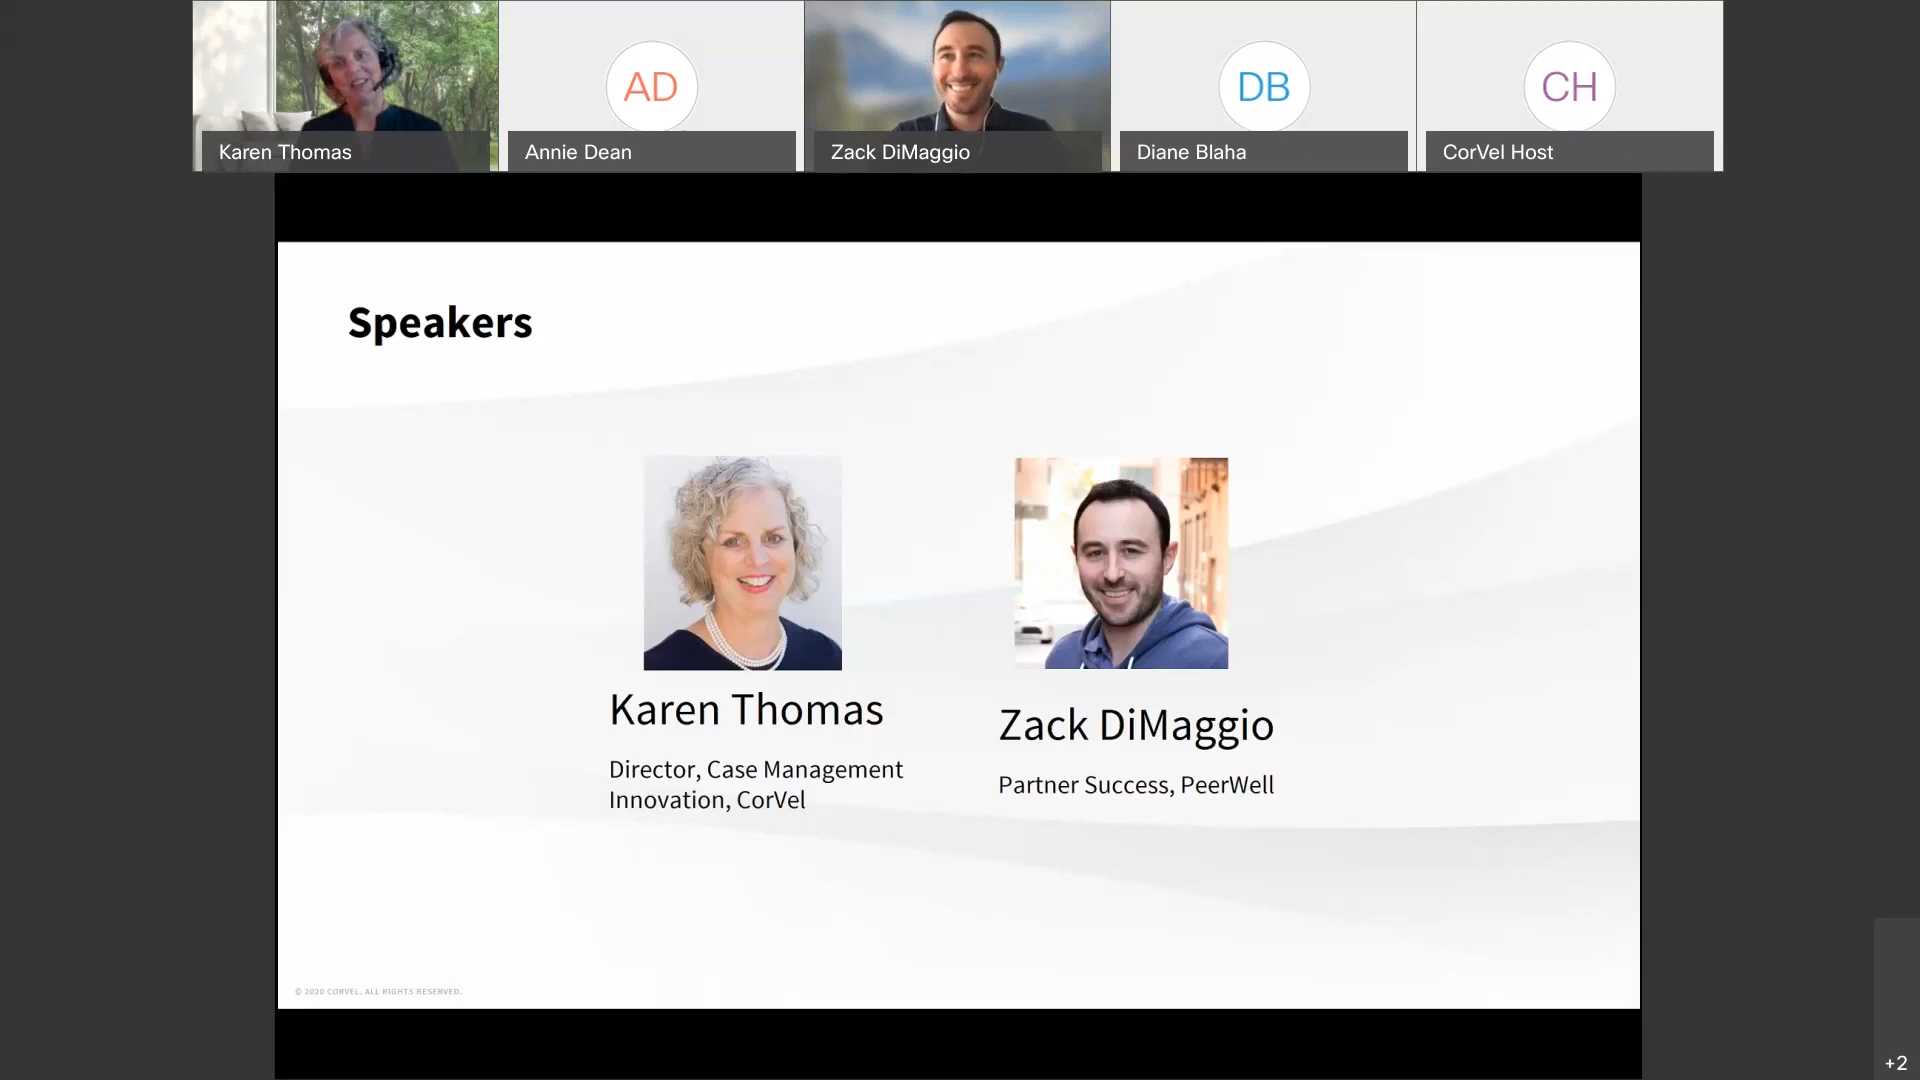 AD
DB
CH
Karen Thomas
Annie Dean
Zack DiMaggio
Diane Blaha
CorVel Host
Speakers
Karen Thomas
Director, Case Management
Innovation, CorVel
Zack DiMaggio
Partner Success, PeerWell
© 2020 CORVEL. ALL RIGHTS RESERVED.
+2